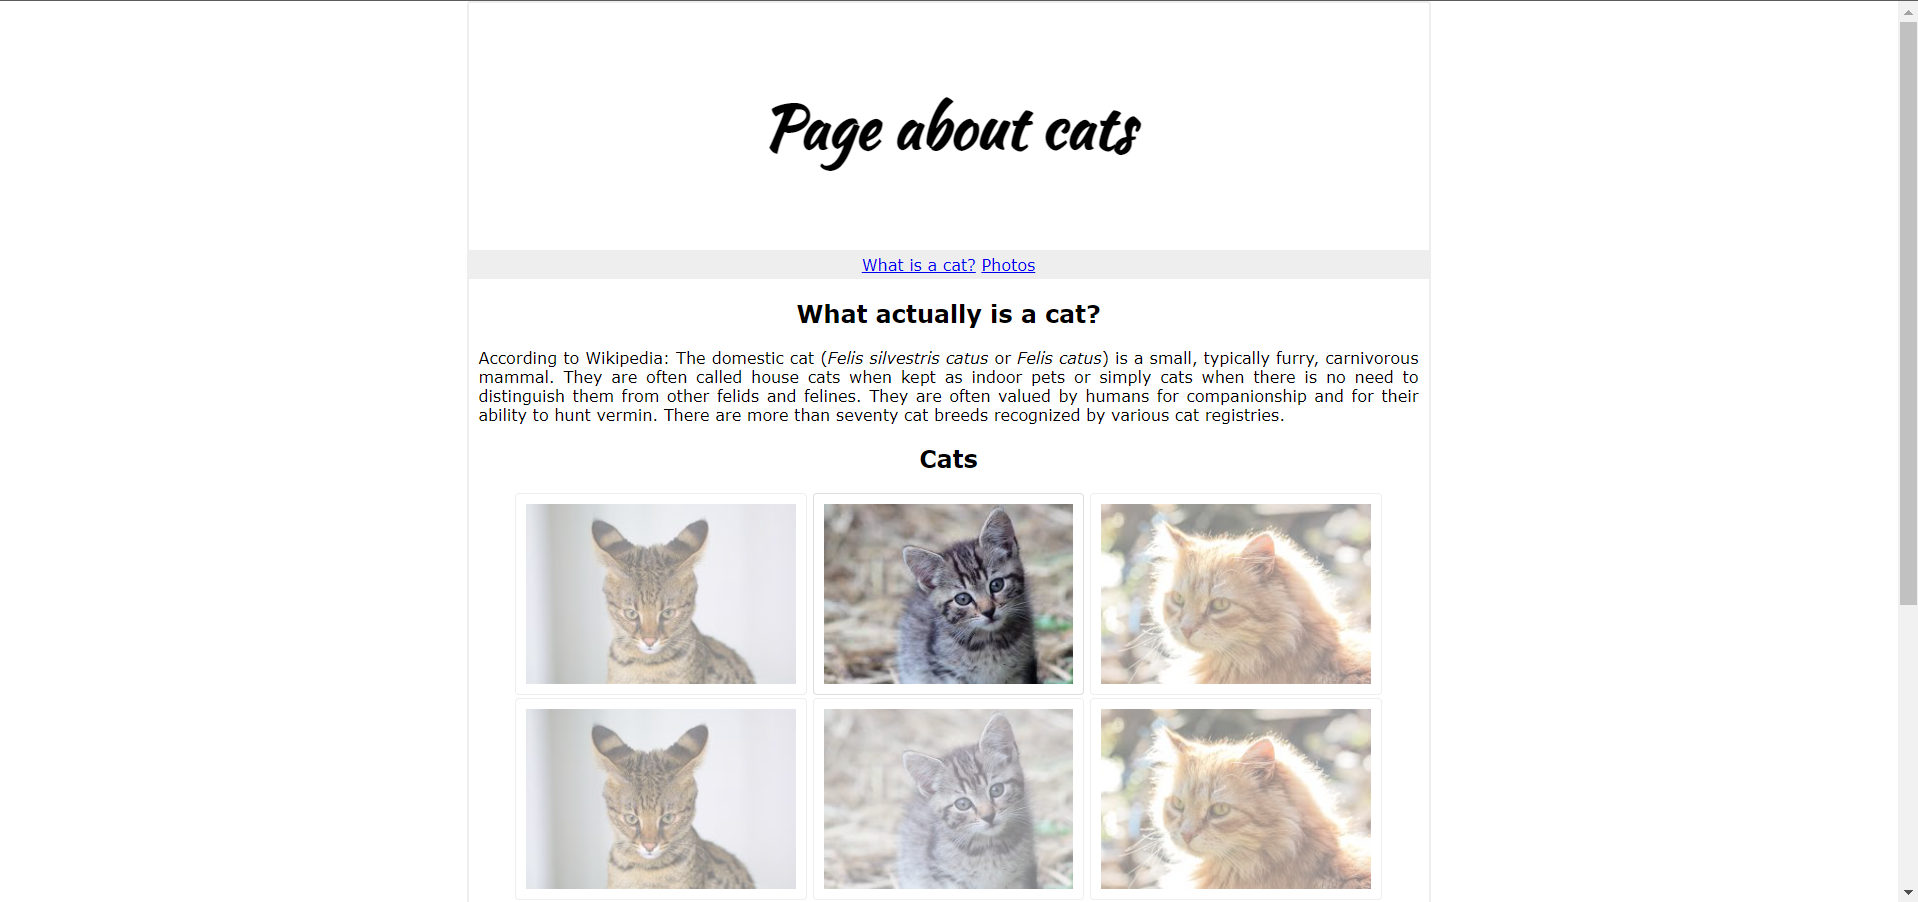 Page about cats
What is a cat? Photos
What actually is a cat?
According to Wikipedia: The domestic cat (Felis silvestris catus or Felis catus) is a small, typically furry, carnivorous
mammal. They are often called house cats when kept as indoor pets or simply cats when there is no need to
distinguish them from other felids and felines. They are often valued by humans for companionship and for their
ability to hunt vermin. There are more than seventy cat breeds recognized by various cat registries.
Cats